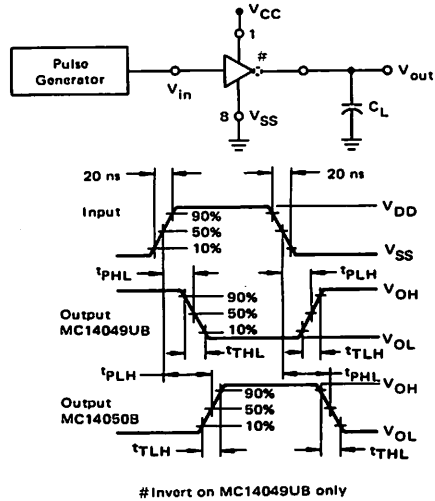 VCC
1
#
Pulse
Generator
Vin
Vout
8 VSS
CL
20 ns
20 ns
Input
90%
50%
10%
VDD
VSS
tPHL
tPLH
Output
MC14049UB
90%
50%
10%
VOH
VOL
tTHL
tTLH
tPLH
tPHL
Output
MC14050B
90%
50%
10%
VOH
VOL
tTLH
tTHL
#Invert on MC14049UB only